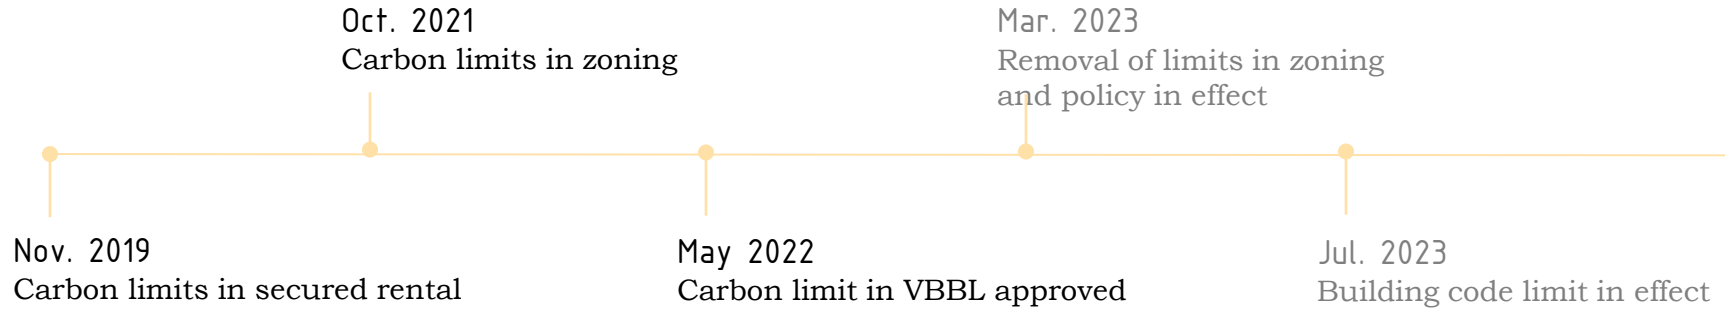 Oct. 2021
Carbon limits in zoning
Mar. 2023
Removal of limits in zoning
and policy in effect
Nov. 2019
Carbon limits in secured rental
May 2022
Carbon limit in VBBL approved
Jul. 2023
Building code limit in effect